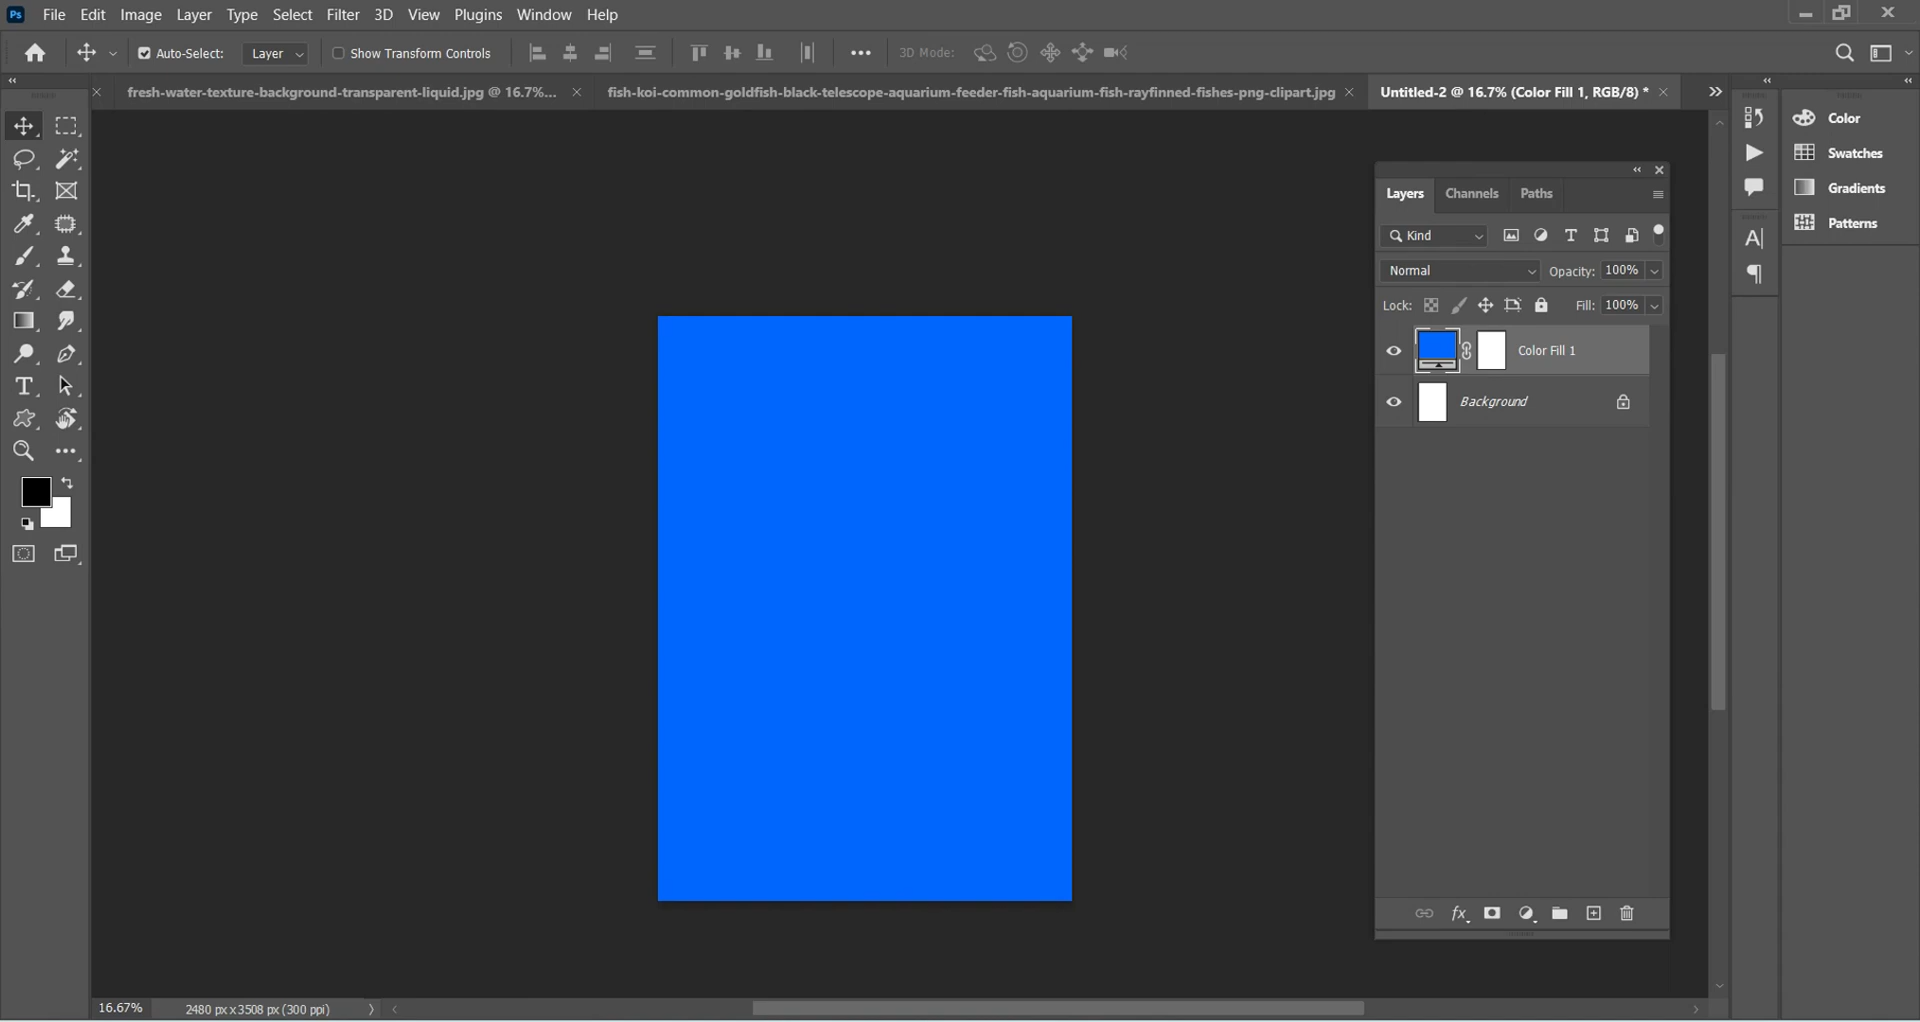 Ps File Edit Image Layer Type Select Filter 3D View Plugins Window Help
Auto-Select: Layer Show Transform Controls 3D Mode:
fresh-water-texture-background-transparent-liquid.jpg @ 16.7%... fish-koi-common-goldfish-black-telescope-aquarium-feeder-fish-aquarium-fish-rayfinned-fishes-png-clipart.jpg Untitled-2 @ 16.7% (Color Fill 1, RGB/8) *
Color
Swatches
Gradients
Patterns
Layers Channels Paths
Kind
Normal Opacity: 100%
Lock: Fill: 100%
Color Fill 1
Background
fx
16.67% 2480 px x 3508 px (300 ppi)